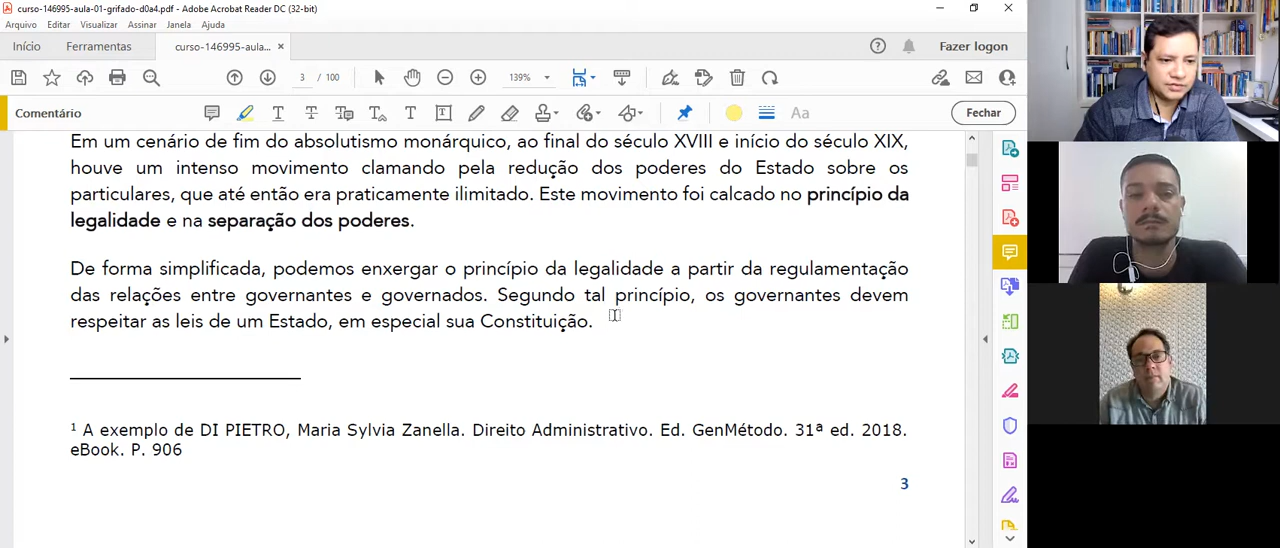 curso-146995-aula-01-grifado-d0a4.pdf - Adobe Acrobat Reader DC (32-bit)
Arquivo Editar Visualizar Assinar Janela Ajuda
Início Ferramentas curso-146995-aula... × Fazer logon
3 / 100 139%
Comentário Aa Fechar
Em um cenário de fim do absolutismo monárquico, ao final do século XVIII e início do século XIX,
houve um intenso movimento clamando pela redução dos poderes do Estado sobre os
particulares, que até então era praticamente ilimitado. Este movimento foi calcado no princípio da
legalidade e na separação dos poderes.
De forma simplificada, podemos enxergar o princípio da legalidade a partir da regulamentação
das relações entre governantes e governados. Segundo tal princípio, os governantes devem
respeitar as leis de um Estado, em especial sua Constituição.
1 A exemplo de DI PIETRO, Maria Sylvia Zanella. Direito Administrativo. Ed. GenMétodo. 31ª ed. 2018.
eBook. P. 906
3